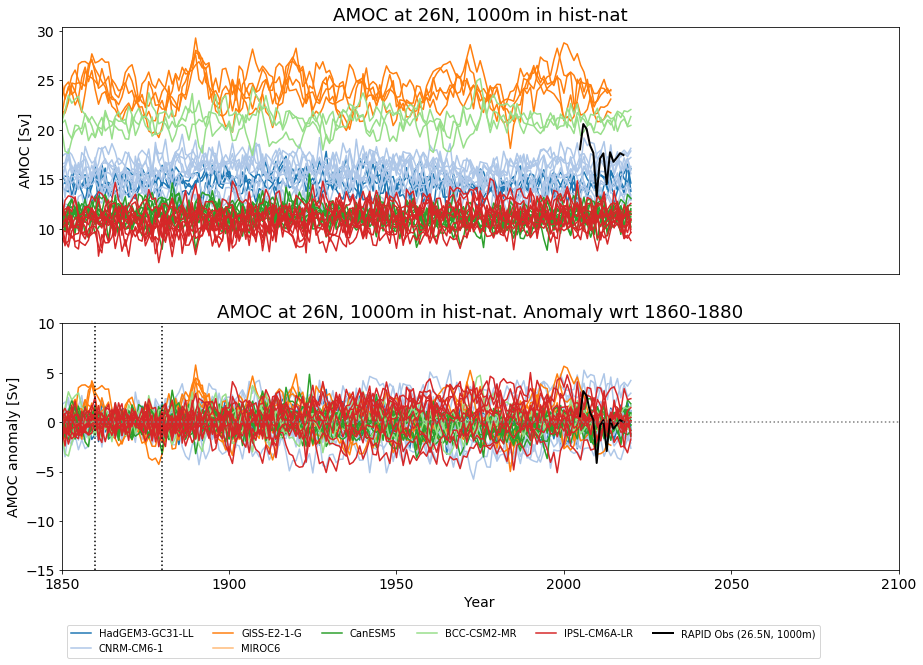 AMOC at 26N, 1000m in hist-nat
30
25
20
15
10
AMOC [Sv]
AMOC at 26N, 1000m in hist-nat. Anomaly wrt 1860-1880
10
5
0
−5
−10
−15
AMOC anomaly [Sv]
1850 1900 1950 2000 2050 2100
Year
HadGEM3-GC31-LL GISS-E2-1-G CanESM5 BCC-CSM2-MR IPSL-CM6A-LR RAPID Obs (26.5N, 1000m)
CNRM-CM6-1 MIROC6